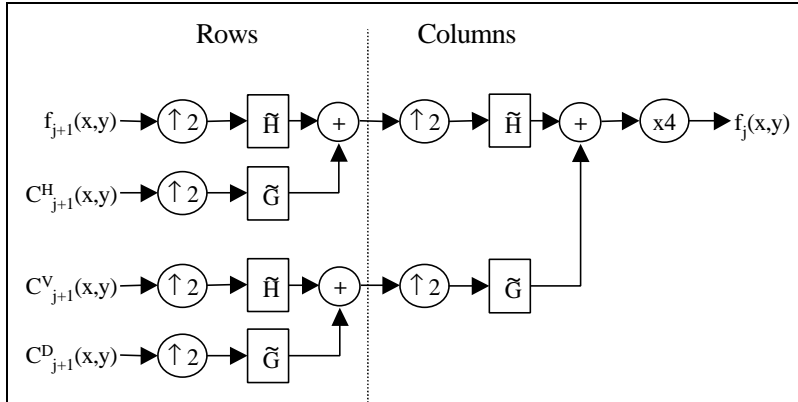 Rows Columns
f_{j+1}(x,y) ↑ 2 H̃ + ↑ 2 H̃ + x4 f_j(x,y)
C^H_{j+1}(x,y) ↑ 2 G̃
C^V_{j+1}(x,y) ↑ 2 H̃ + ↑ 2 G̃
C^D_{j+1}(x,y) ↑ 2 G̃